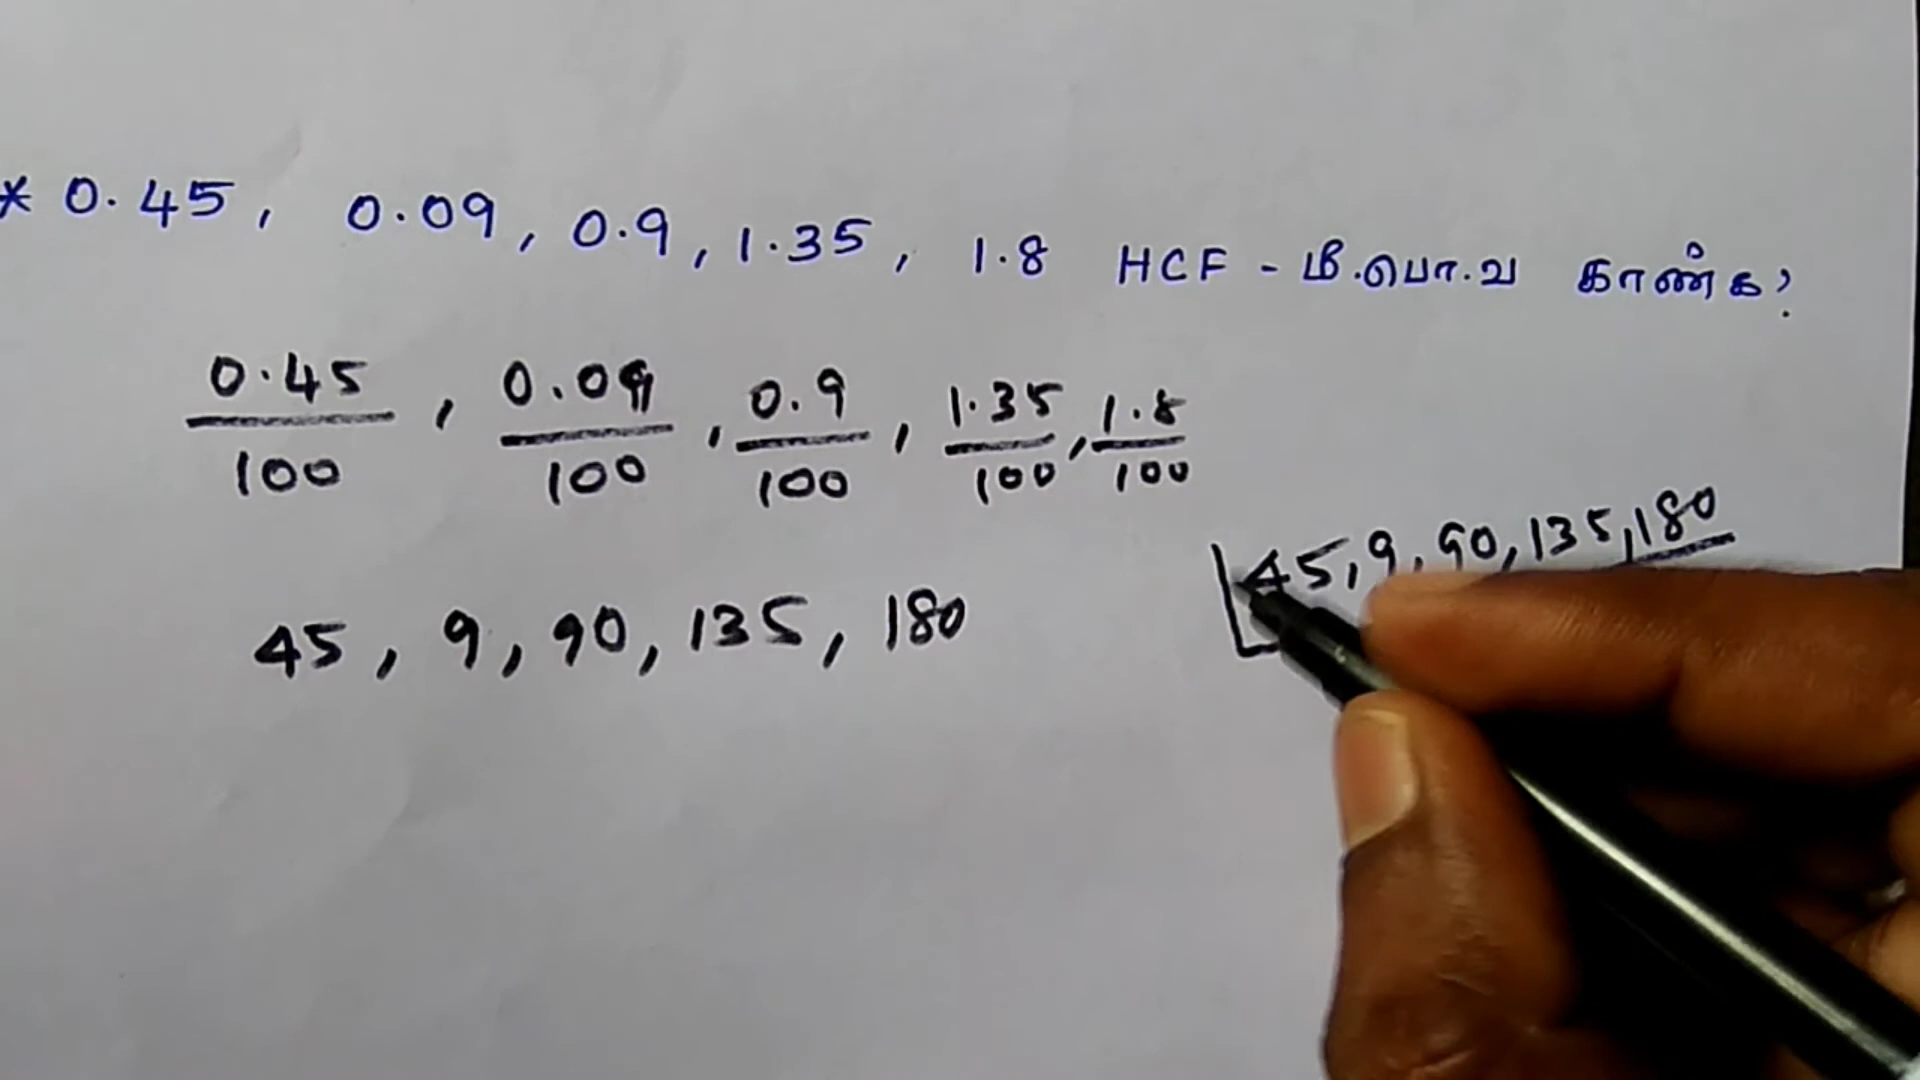 * 0.45, 0.09, 0.9, 1.35, 1.8 HCF - மீ.பொ.வ காண்க?
0.45/100, 0.09/100, 0.9/100, 1.35/100, 1.8/100
45, 9, 90, 135, 180
45, 9, 90, 135, 180